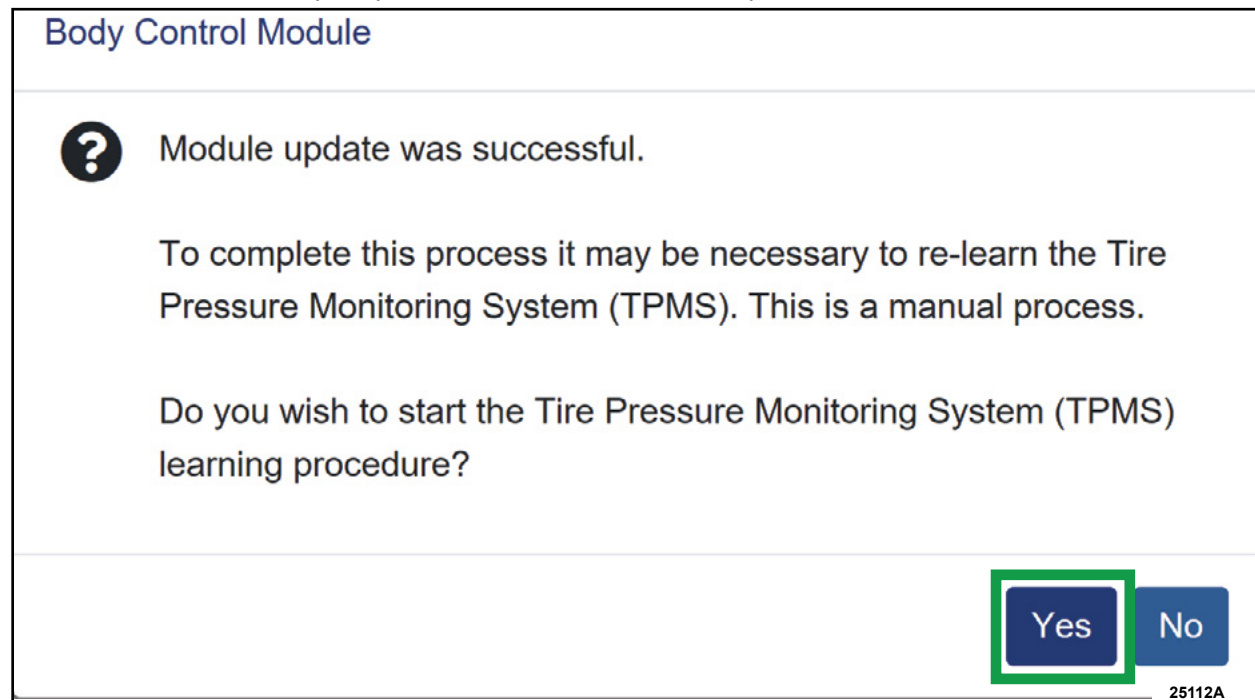 Body Control Module
?
Module update was successful.
To complete this process it may be necessary to re-learn the Tire
Pressure Monitoring System (TPMS). This is a manual process.
Do you wish to start the Tire Pressure Monitoring System (TPMS)
learning procedure?
Yes No
25112A